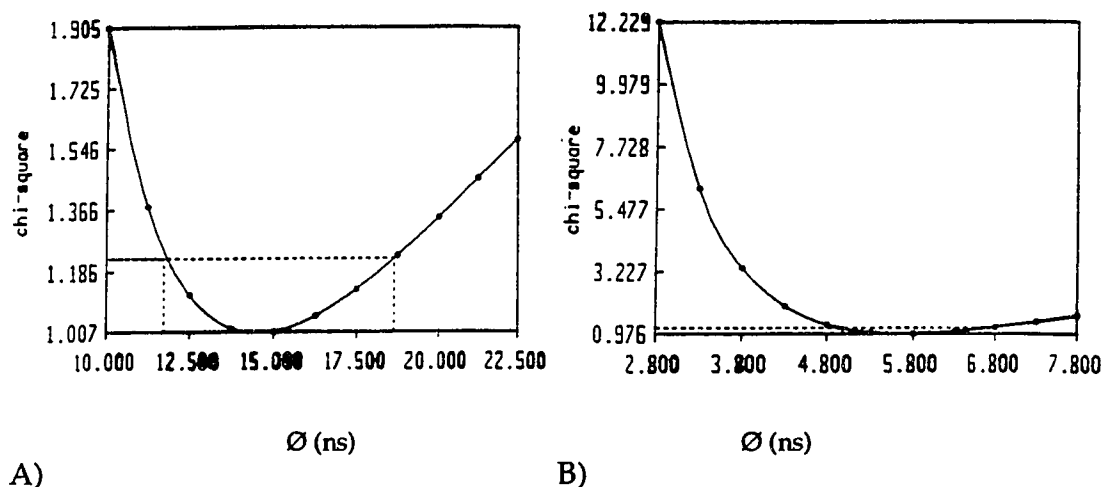 1.905
1.725
1.546
1.366
1.186
1.007
chi-square
10.000 12.500 15.000 17.500 20.000 22.500
Ø (ns)
A)
12.229
9.979
7.728
5.477
3.227
0.976
chi-square
2.800 3.800 4.800 5.800 6.800 7.800
Ø (ns)
B)